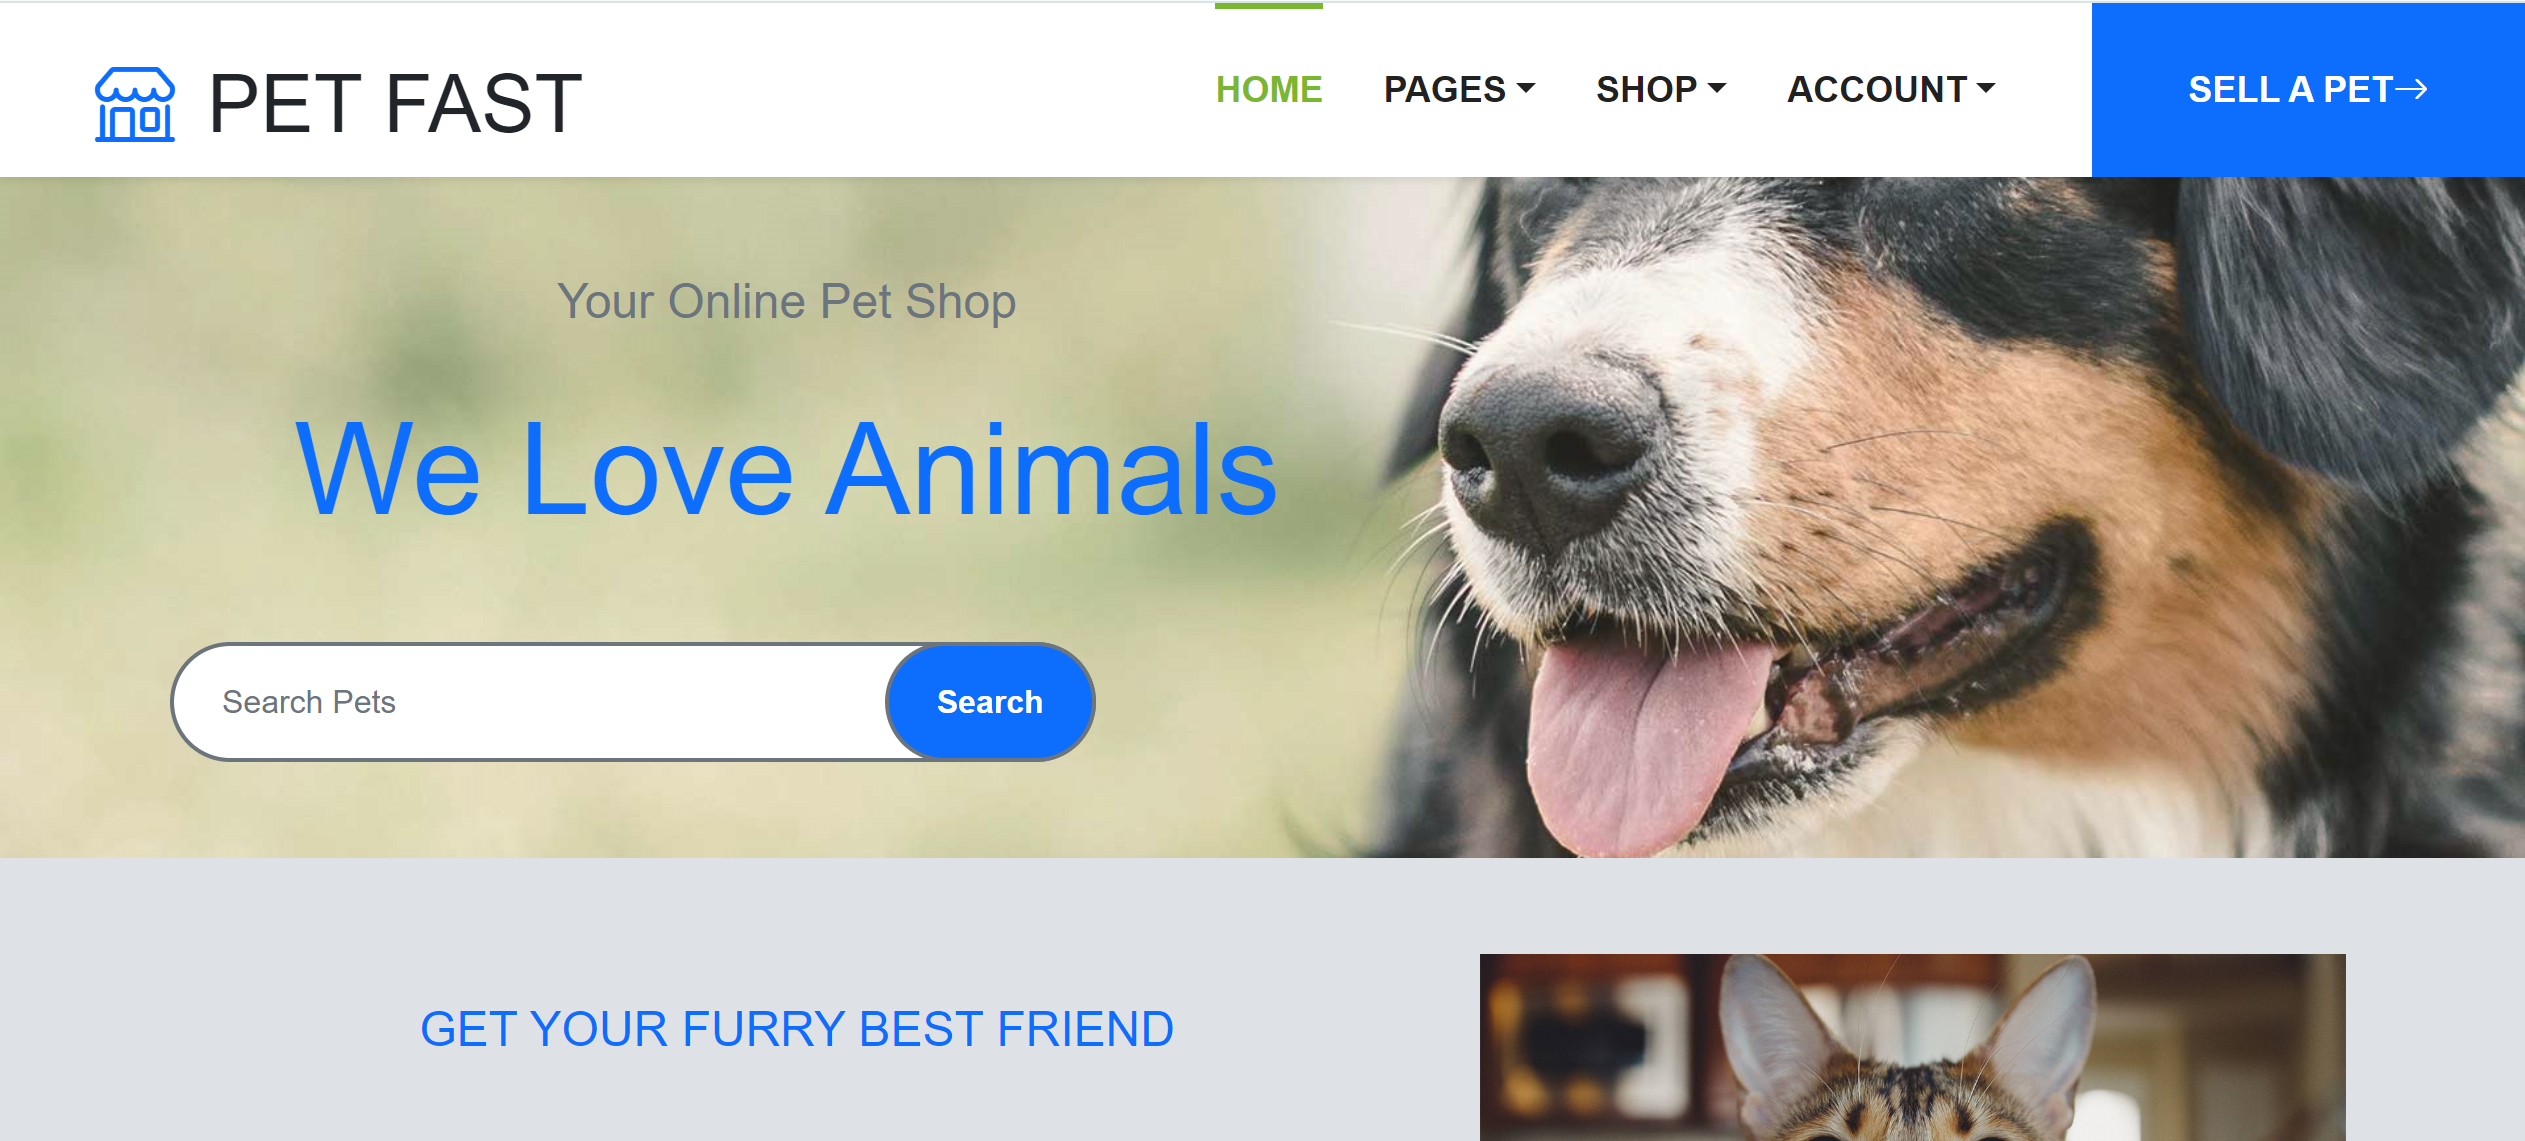 PET FAST
HOME PAGES SHOP ACCOUNT SELL A PET→
Your Online Pet Shop
We Love Animals
Search Pets Search
GET YOUR FURRY BEST FRIEND